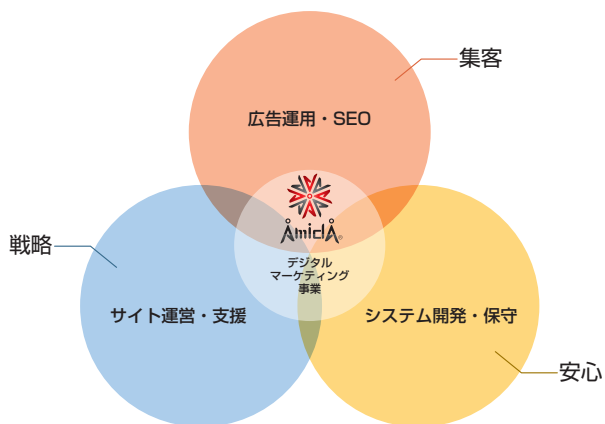 集客
広告運用・SEO
AmiclA®
デジタル
マーケティング
事業
戦略
サイト運営・支援
システム開発・保守
安心